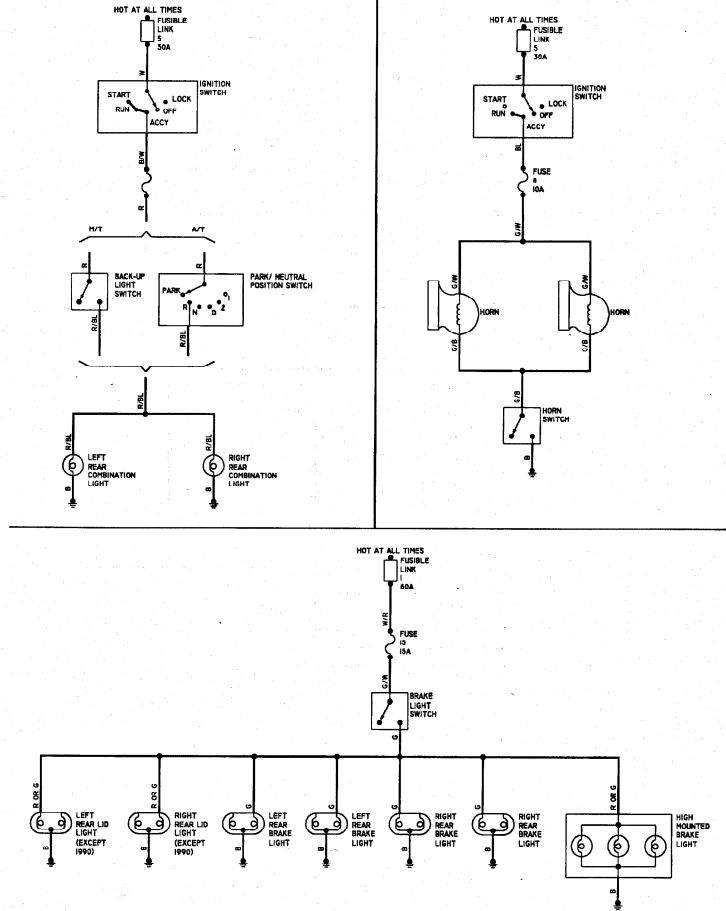 HOT AT ALL TIMES
FUSIBLE
LINK
5
30A
W
IGNITION
SWITCH
START
LOCK
RUN
OFF
ACCY
B/W
R
M/T
A/T
R
R
BACK-UP
LIGHT
SWITCH
PARK/ NEUTRAL
POSITION SWITCH
PARK
R
N
D
2
1
R/BL
R/BL
R/BL
R/BL
R/BL
LEFT
REAR
COMBINATION
LIGHT
RIGHT
REAR
COMBINATION
LIGHT
B
B
HOT AT ALL TIMES
FUSIBLE
LINK
5
30A
W
IGNITION
SWITCH
START
LOCK
RUN
OFF
ACCY
BL
FUSE
8
10A
G/W
G/W
G/W
HORN
HORN
G/B
G/B
G/B
HORN
SWITCH
B
HOT AT ALL TIMES
FUSIBLE
LINK
1
60A
W/R
FUSE
13
15A
G/W
BRAKE
LIGHT
SWITCH
G
R OR G
R OR G
G
G
G
G
R OR G
LEFT
REAR LID
LIGHT
(EXCEPT
1990)
RIGHT
REAR LID
LIGHT
(EXCEPT
1990)
LEFT
REAR
BRAKE
LIGHT
LEFT
REAR
BRAKE
LIGHT
RIGHT
REAR
BRAKE
LIGHT
RIGHT
REAR
BRAKE
LIGHT
HIGH
MOUNTED
BRAKE
LIGHT
B
B
B
B
B
B
B